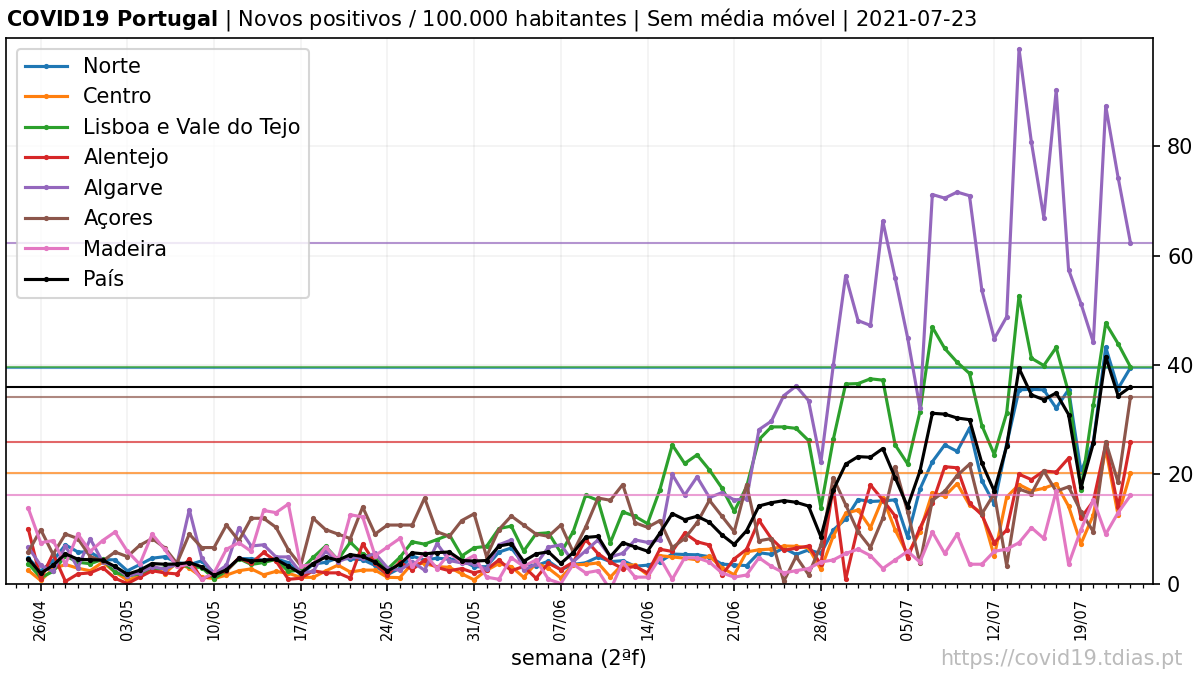 COVID19 Portugal | Novos positivos / 100.000 habitantes | Sem média móvel | 2021-07-23
Norte
Centro
Lisboa e Vale do Tejo
Alentejo
Algarve
Açores
Madeira
País
80
60
40
20
0
26/04 03/05 10/05 17/05 24/05 31/05 07/06 14/06 21/06 28/06 05/07 12/07 19/07
semana (2ªf)
https://covid19.tdias.pt